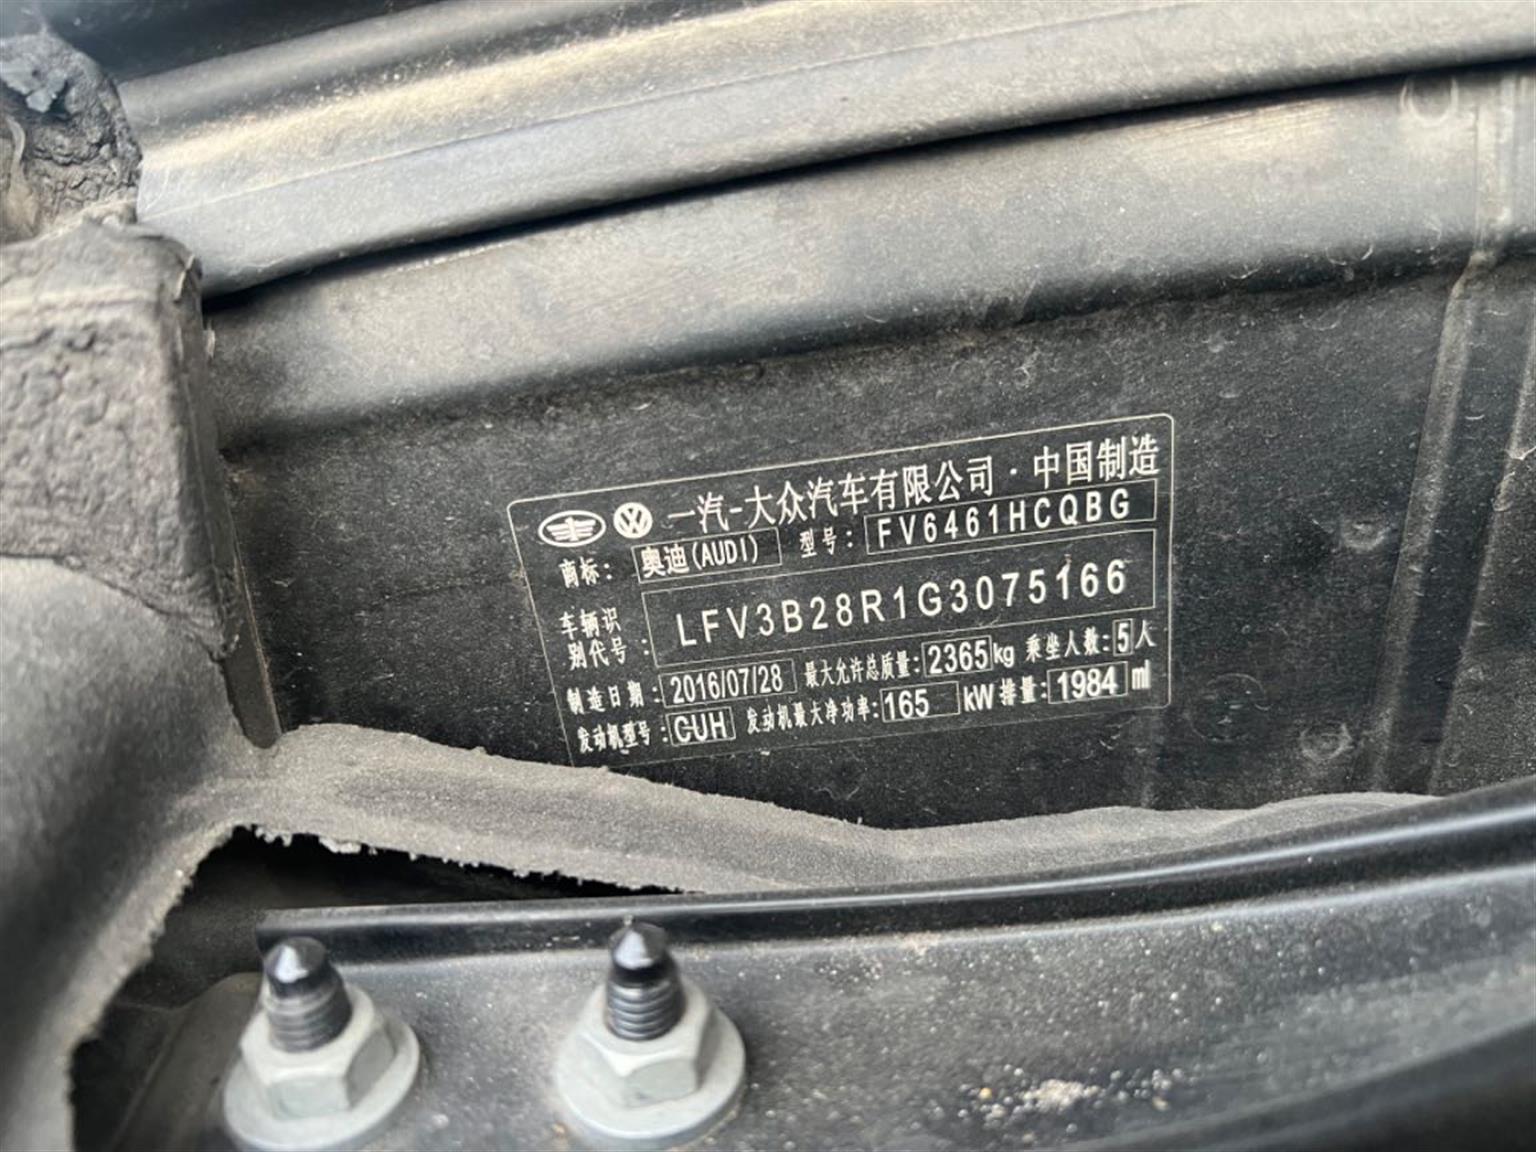 一汽-大众汽车有限公司·中国制造
商标: 奥迪(AUDI) 型号: FV6461HCQBG
车辆识别代号: LFV3B28R1G3075166
制造日期: 2016/07/28 最大允许总质量: 2365kg 乘坐人数: 5人
发动机型号: CUH 发动机最大净功率: 165 kW 排量: 1984 ml